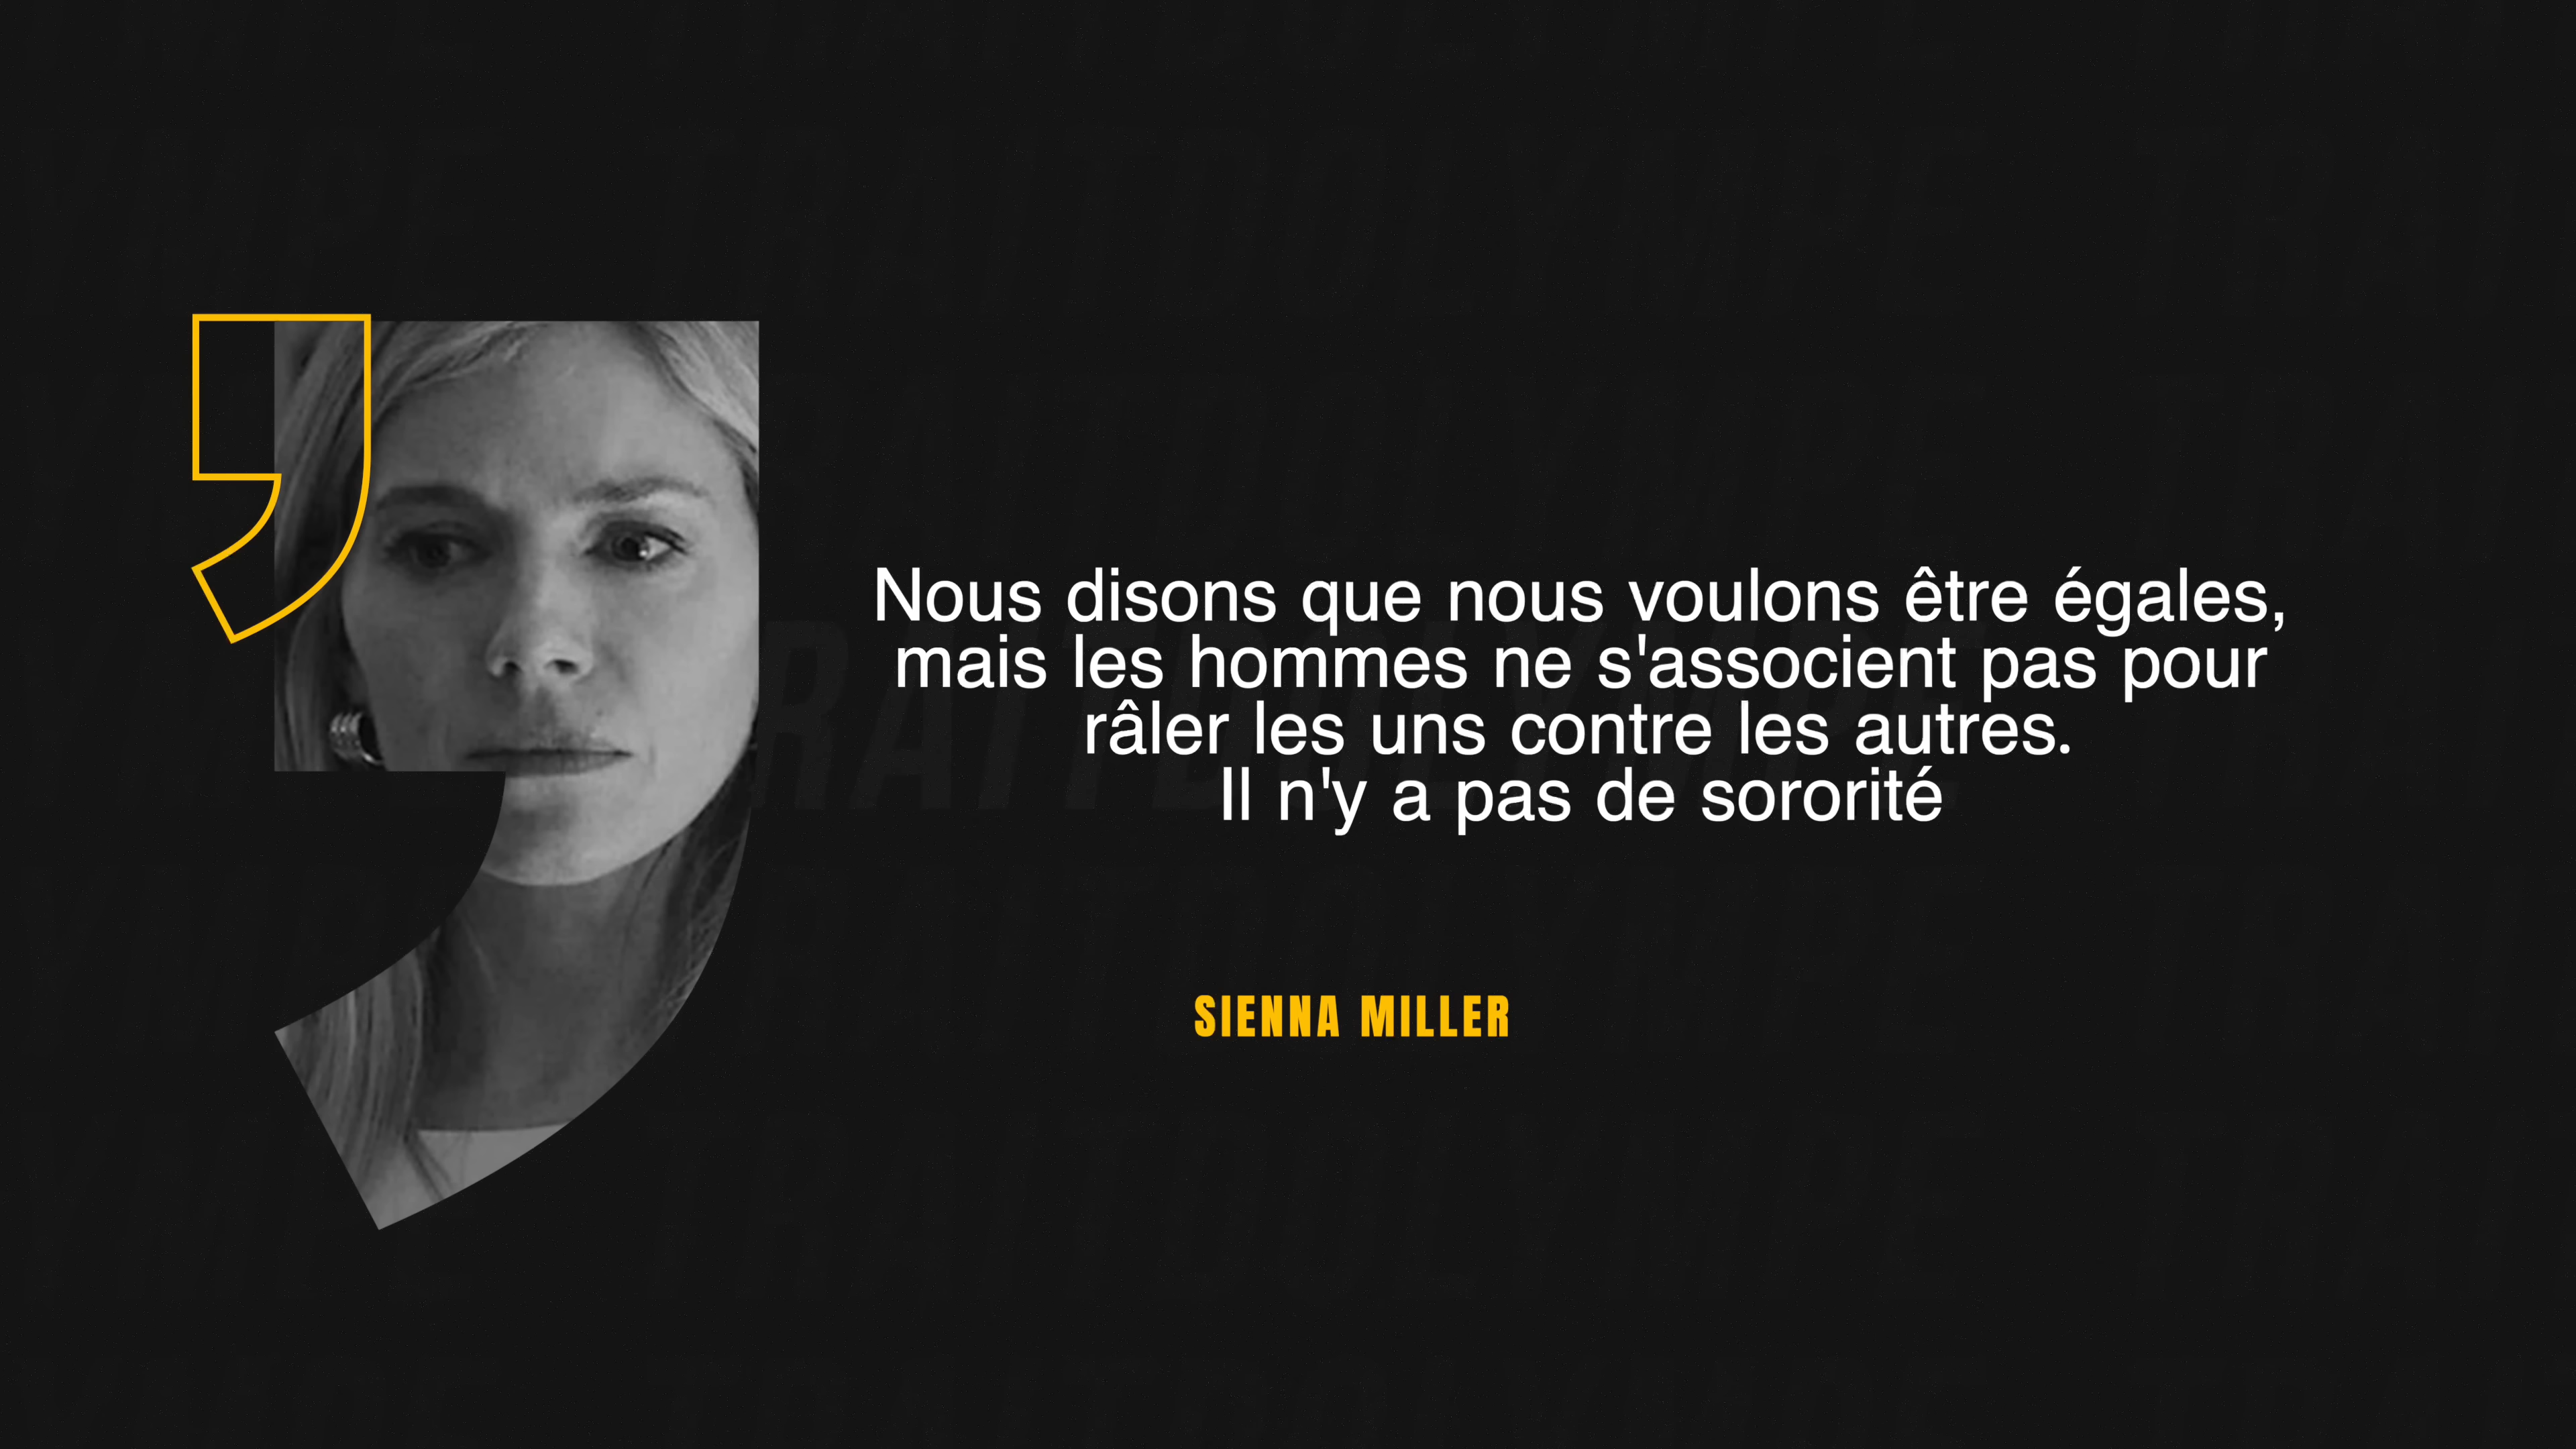 Nous disons que nous voulons être égales,
mais les hommes ne s'associent pas pour
râler les uns contre les autres.
Il n'y a pas de sororité
SIENNA MILLER